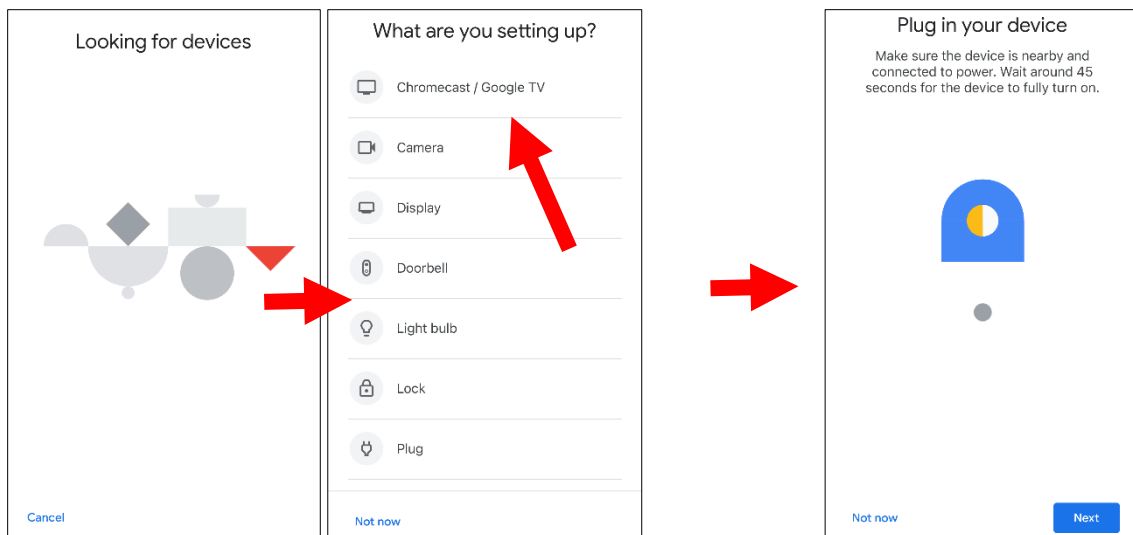 Looking for devices
Cancel
What are you setting up?
Chromecast / Google TV
Camera
Display
Doorbell
Light bulb
Lock
Plug
Not now
Plug in your device
Make sure the device is nearby and
connected to power. Wait around 45
seconds for the device to fully turn on.
Not now
Next